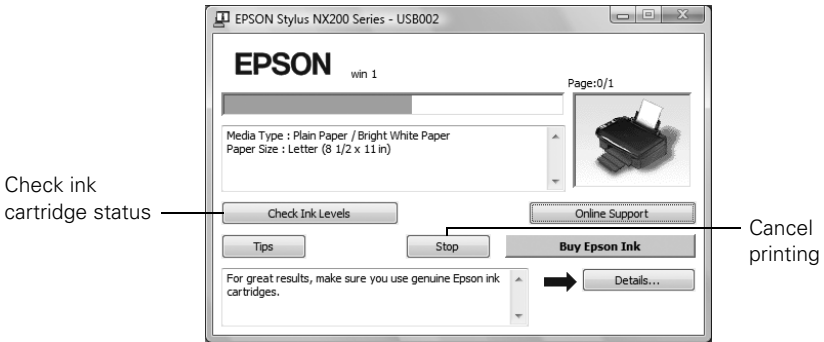 EPSON Stylus NX200 Series - USB002
EPSON
win 1
Page:0/1
Media Type : Plain Paper / Bright White Paper
Paper Size : Letter (8 1/2 x 11 in)
Check ink
cartridge status
Check Ink Levels
Online Support
Tips
Stop
Buy Epson Ink
Cancel
printing
For great results, make sure you use genuine Epson ink
cartridges.
Details...